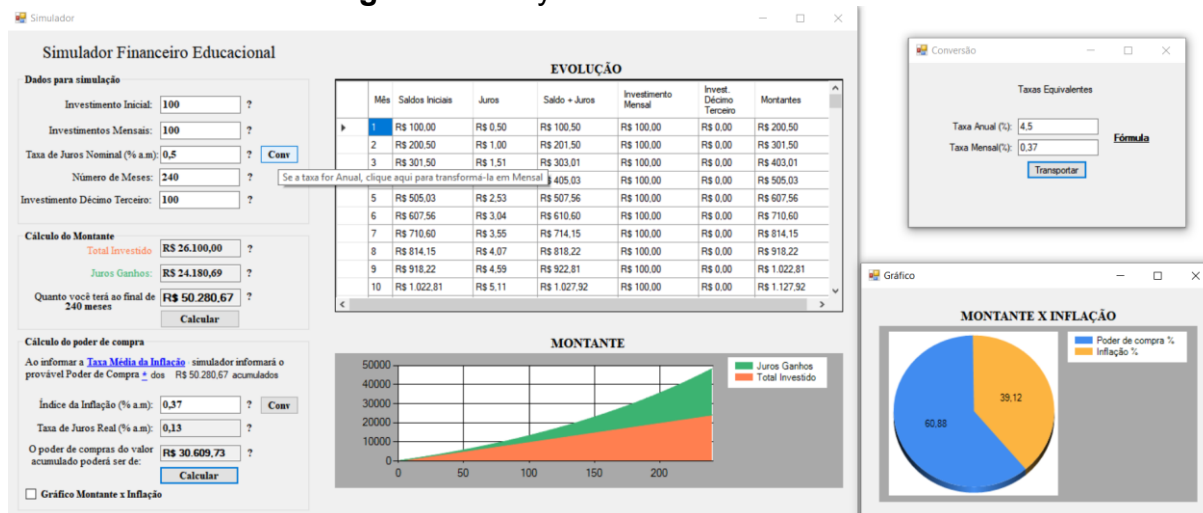 Simulador
Simulador Financeiro Educacional
Dados para simulação
Investimento Inicial: 100 ?
Investimentos Mensais: 100 ?
Taxa de Juros Nominal (% a.m): 0,5 ? Conv
Número de Meses: 240 ?
Se a taxa for Anual, clique aqui para transformá-la em Mensal
Investimento Décimo Terceiro: 100 ?
Cálculo do Montante
Total Investido R$ 26.100,00 ?
Juros Ganhos: R$ 24.180,69 ?
Quanto você terá ao final de
240 meses
R$ 50.280,67 ?
Calcular
Cálculo do poder de compra
Ao informar a Taxa Média da Inflação simulador informará o
provável Poder de Compra * dos R$ 50.280,67 acumulados
Índice da Inflação (% a.m): 0,37 ? Conv
Taxa de Juros Real (% a.m): 0,13 ?
O poder de compras do valor
acumulado poderá ser de:
R$ 30.609,73 ?
Calcular
Gráfico Montante x Inflação
EVOLUÇÃO
Mês Saldos Iniciais Juros Saldo + Juros Investimento Mensal Invest. Décimo Terceiro Montantes
1 R$ 100,00 R$ 0,50 R$ 100,50 R$ 100,00 R$ 0,00 R$ 200,50
2 R$ 200,50 R$ 1,00 R$ 201,50 R$ 100,00 R$ 0,00 R$ 301,50
3 R$ 301,50 R$ 1,51 R$ 303,01 R$ 100,00 R$ 0,00 R$ 403,01
405,03 R$ 100,00 R$ 0,00 R$ 505,03
5 R$ 505,03 R$ 2,53 R$ 507,56 R$ 100,00 R$ 0,00 R$ 607,56
6 R$ 607,56 R$ 3,04 R$ 610,60 R$ 100,00 R$ 0,00 R$ 710,60
7 R$ 710,60 R$ 3,55 R$ 714,15 R$ 100,00 R$ 0,00 R$ 814,15
8 R$ 814,15 R$ 4,07 R$ 818,22 R$ 100,00 R$ 0,00 R$ 918,22
9 R$ 918,22 R$ 4,59 R$ 922,81 R$ 100,00 R$ 0,00 R$ 1.022,81
10 R$ 1.022,81 R$ 5,11 R$ 1.027,92 R$ 100,00 R$ 0,00 R$ 1.127,92
MONTANTE
50000
40000
30000
20000
10000
0
0 50 100 150 200
Juros Ganhos
Total Investido
Conversão
Taxas Equivalentes
Taxa Anual (%): 4,5
Taxa Mensal(%): 0,37
Fórmula
Transportar
Gráfico
MONTANTE X INFLAÇÃO
Poder de compra %
Inflação %
39,12
60,88